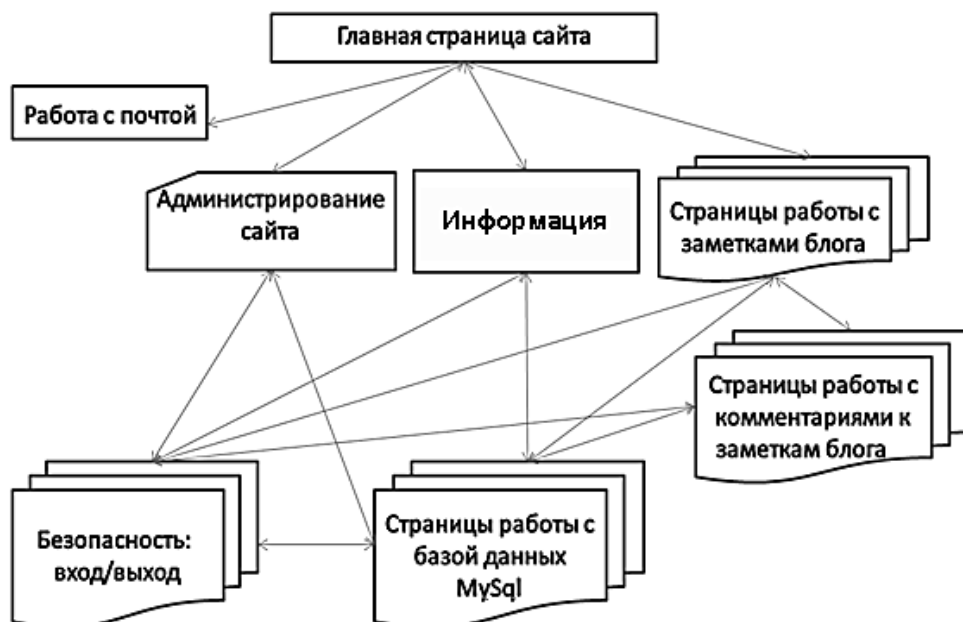 Главная страница сайта
Работа с почтой
Администрирование
сайта
Информация
Страницы работы с
заметками блога
Страницы работы с
комментариями к
заметкам блога
Безопасность:
вход/выход
Страницы работы с
базой данных
MySql